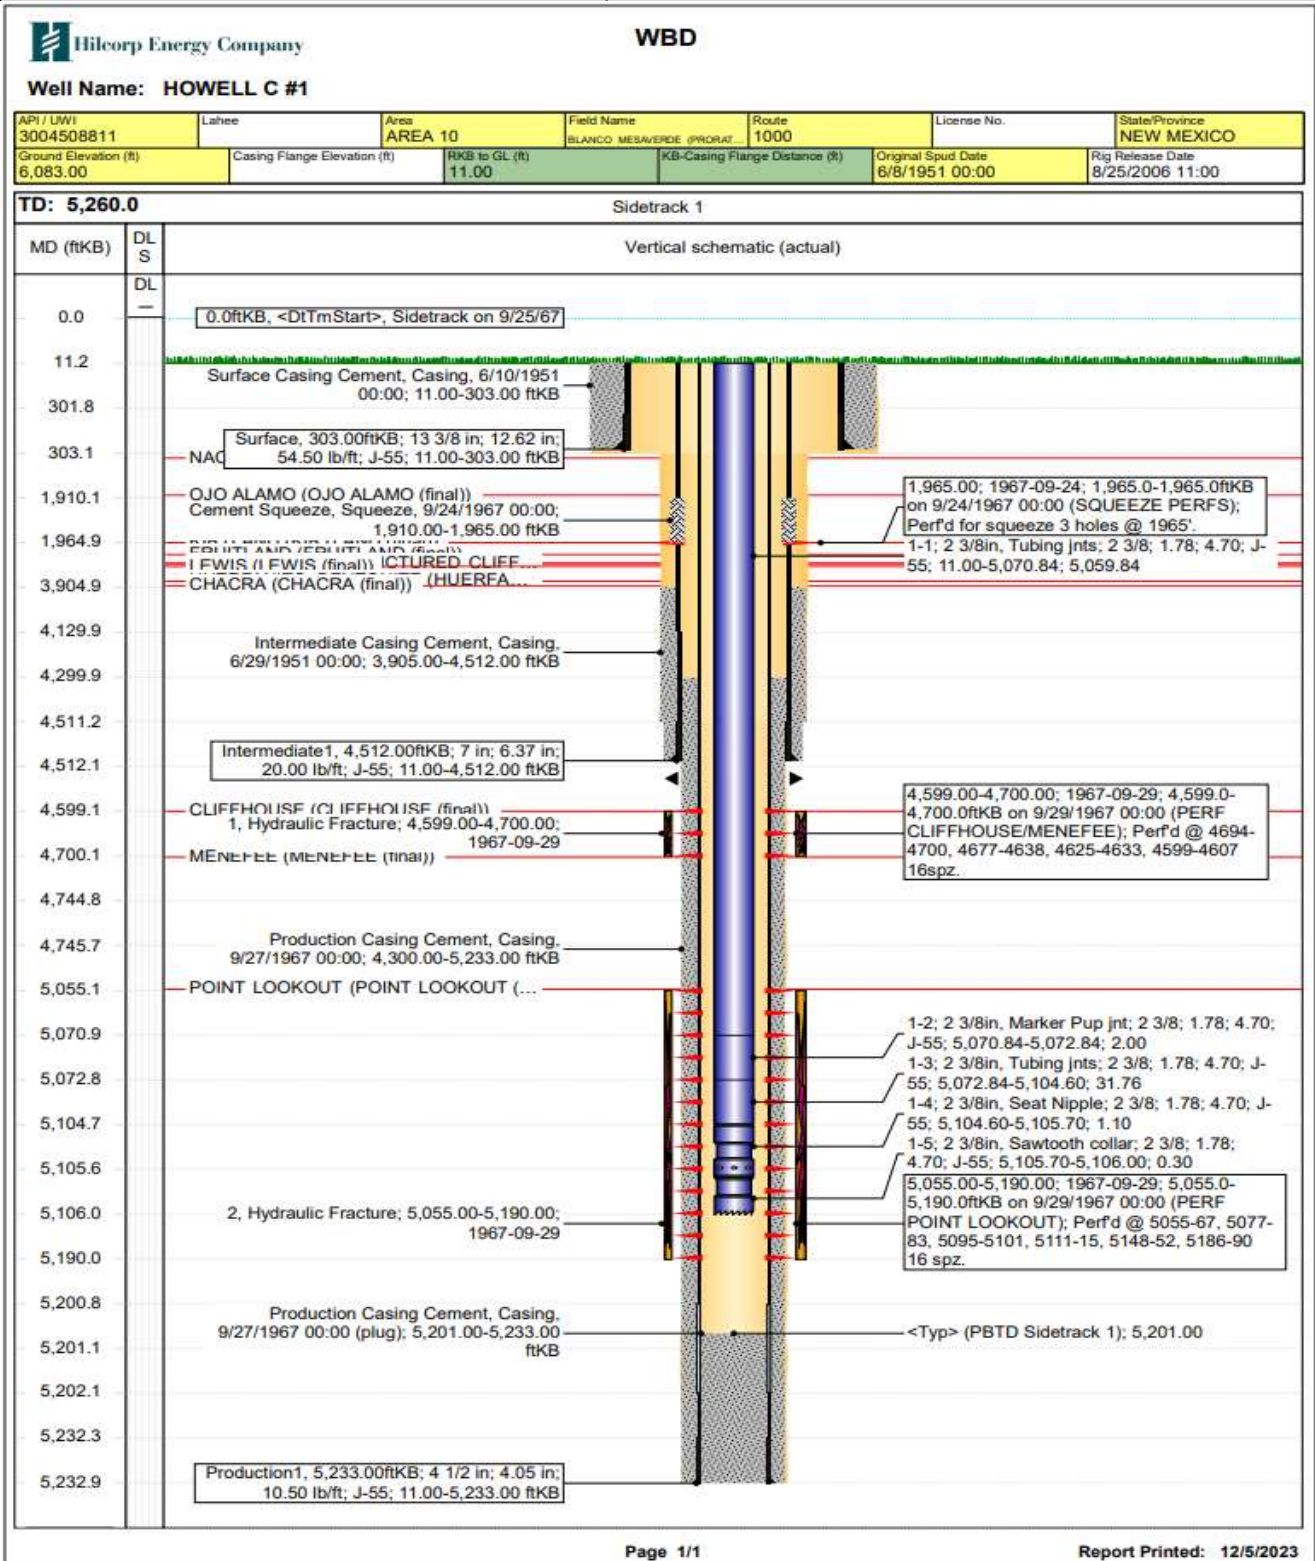 Hilcorp Energy Company
WBD
Well Name: HOWELL C #1
API / UWI
3004508811
Lahee
Area
AREA 10
Field Name
BLANCO MESAVERDE (PRORAT...
Route
1000
License No.
State/Province
NEW MEXICO
Ground Elevation (ft)
6,083.00
Casing Flange Elevation (ft)
RKB to GL (ft)
11.00
KB-Casing Flange Distance (ft)
Original Spud Date
6/8/1951 00:00
Rig Release Date
8/25/2006 11:00
TD: 5,260.0
Sidetrack 1
MD (ftKB)
DL
S
Vertical schematic (actual)
DL
...
0.0
0.0ftKB, <DtTmStart>, Sidetrack on 9/25/67
11.2
Surface Casing Cement, Casing, 6/10/1951
00:00; 11.00-303.00 ftKB
301.8
Surface, 303.00ftKB; 13 3/8 in; 12.62 in;
54.50 lb/ft; J-55; 11.00-303.00 ftKB
303.1
NAC
1,910.1
OJO ALAMO (OJO ALAMO (final))
Cement Squeeze, Squeeze, 9/24/1967 00:00;
1,910.00-1,965.00 ftKB
1,965.00; 1967-09-24; 1,965.0-1,965.0ftKB
on 9/24/1967 00:00 (SQUEEZE PERFS);
Perf'd for squeeze 3 holes @ 1965'.
1,964.9
FRUITLAND (FRUITLAND (final))
LEWIS (LEWIS (final))
ICTURED CLIFF...
(HUERFA...
CHACRA (CHACRA (final))
1-1; 2 3/8in, Tubing jnts; 2 3/8; 1.78; 4.70; J-
55; 11.00-5,070.84; 5,059.84
3,904.9
4,129.9
Intermediate Casing Cement, Casing,
6/29/1951 00:00; 3,905.00-4,512.00 ftKB
4,299.9
4,511.2
Intermediate1, 4,512.00ftKB; 7 in; 6.37 in;
20.00 lb/ft; J-55; 11.00-4,512.00 ftKB
4,512.1
4,599.1
CLIFFHOUSE (CLIFFHOUSE (final))
1, Hydraulic Fracture; 4,599.00-4,700.00;
1967-09-29
4,599.00-4,700.00; 1967-09-29; 4,599.0-
4,700.0ftKB on 9/29/1967 00:00 (PERF
CLIFFHOUSE/MENEFEE); Perf'd @ 4694-
4700, 4677-4638, 4625-4633, 4599-4607
16spz.
4,700.1
MENEFEE (MENEFEE (final))
4,744.8
4,745.7
Production Casing Cement, Casing,
9/27/1967 00:00; 4,300.00-5,233.00 ftKB
5,055.1
POINT LOOKOUT (POINT LOOKOUT (...
5,070.9
1-2; 2 3/8in, Marker Pup jnt; 2 3/8; 1.78; 4.70;
J-55; 5,070.84-5,072.84; 2.00
5,072.8
1-3; 2 3/8in, Tubing jnts; 2 3/8; 1.78; 4.70; J-
55; 5,072.84-5,104.60; 31.76
5,104.7
1-4; 2 3/8in, Seat Nipple; 2 3/8; 1.78; 4.70; J-
55; 5,104.60-5,105.70; 1.10
5,105.6
1-5; 2 3/8in, Sawtooth collar; 2 3/8; 1.78;
4.70; J-55; 5,105.70-5,106.00; 0.30
5,106.0
2, Hydraulic Fracture; 5,055.00-5,190.00;
1967-09-29
5,055.00-5,190.00; 1967-09-29; 5,055.0-
5,190.0ftKB on 9/29/1967 00:00 (PERF
POINT LOOKOUT); Perf'd @ 5055-67, 5077-
83, 5095-5101, 5111-15, 5148-52, 5186-90
16 spz.
5,190.0
5,200.8
Production Casing Cement, Casing,
9/27/1967 00:00 (plug); 5,201.00-5,233.00
ftKB
<Typ> (PBTD Sidetrack 1); 5,201.00
5,201.1
5,202.1
5,232.3
5,232.9
Production1, 5,233.00ftKB; 4 1/2 in; 4.05 in;
10.50 lb/ft; J-55; 11.00-5,233.00 ftKB
Page 1/1
Report Printed: 12/5/2023